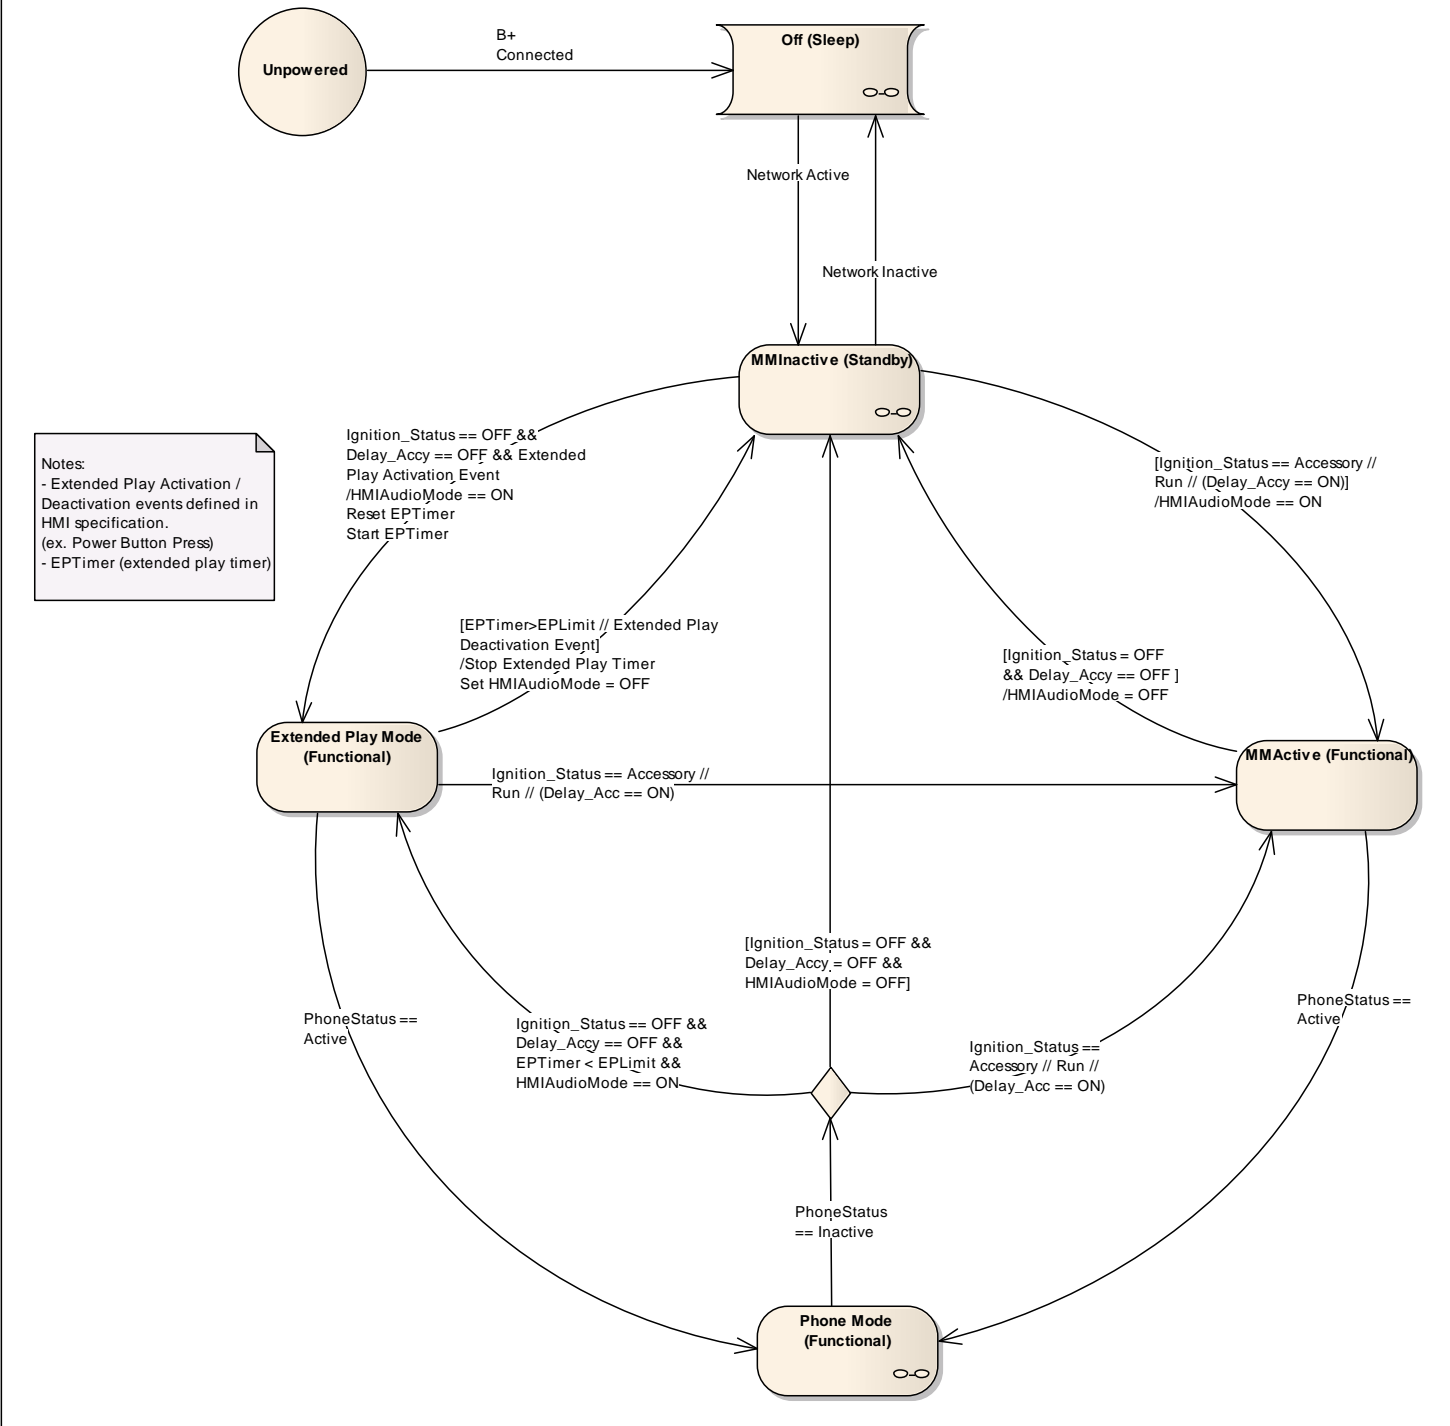 Unpowered
B+
Connected
Off (Sleep)
Network Active
Network Inactive
MMInactive (Standby)
Ignition_Status == OFF &&
Delay_Accy == OFF && Extended
Play Activation Event
/HMIAudioMode == ON
Reset EPTimer
Start EPTimer
[Ignition_Status == Accessory //
Run // (Delay_Accy == ON)]
/HMIAudioMode == ON
Notes:
- Extended Play Activation /
Deactivation events defined in
HMI specification.
(ex. Power Button Press)
- EPTimer (extended play timer)
[EPTimer>EPLimit // Extended Play
Deactivation Event]
/Stop Extended Play Timer
Set HMIAudioMode = OFF
[Ignition_Status = OFF
&& Delay_Accy == OFF ]
/HMIAudioMode = OFF
Extended Play Mode
(Functional)
MMActive (Functional)
Ignition_Status == Accessory //
Run // (Delay_Acc == ON)
[Ignition_Status = OFF &&
Delay_Accy = OFF &&
HMIAudioMode = OFF]
PhoneStatus ==
Active
Ignition_Status == OFF &&
Delay_Accy == OFF &&
EPTimer < EPLimit &&
HMIAudioMode == ON
Ignition_Status ==
Accessory // Run //
(Delay_Acc == ON)
PhoneStatus ==
Active
PhoneStatus
== Inactive
Phone Mode
(Functional)